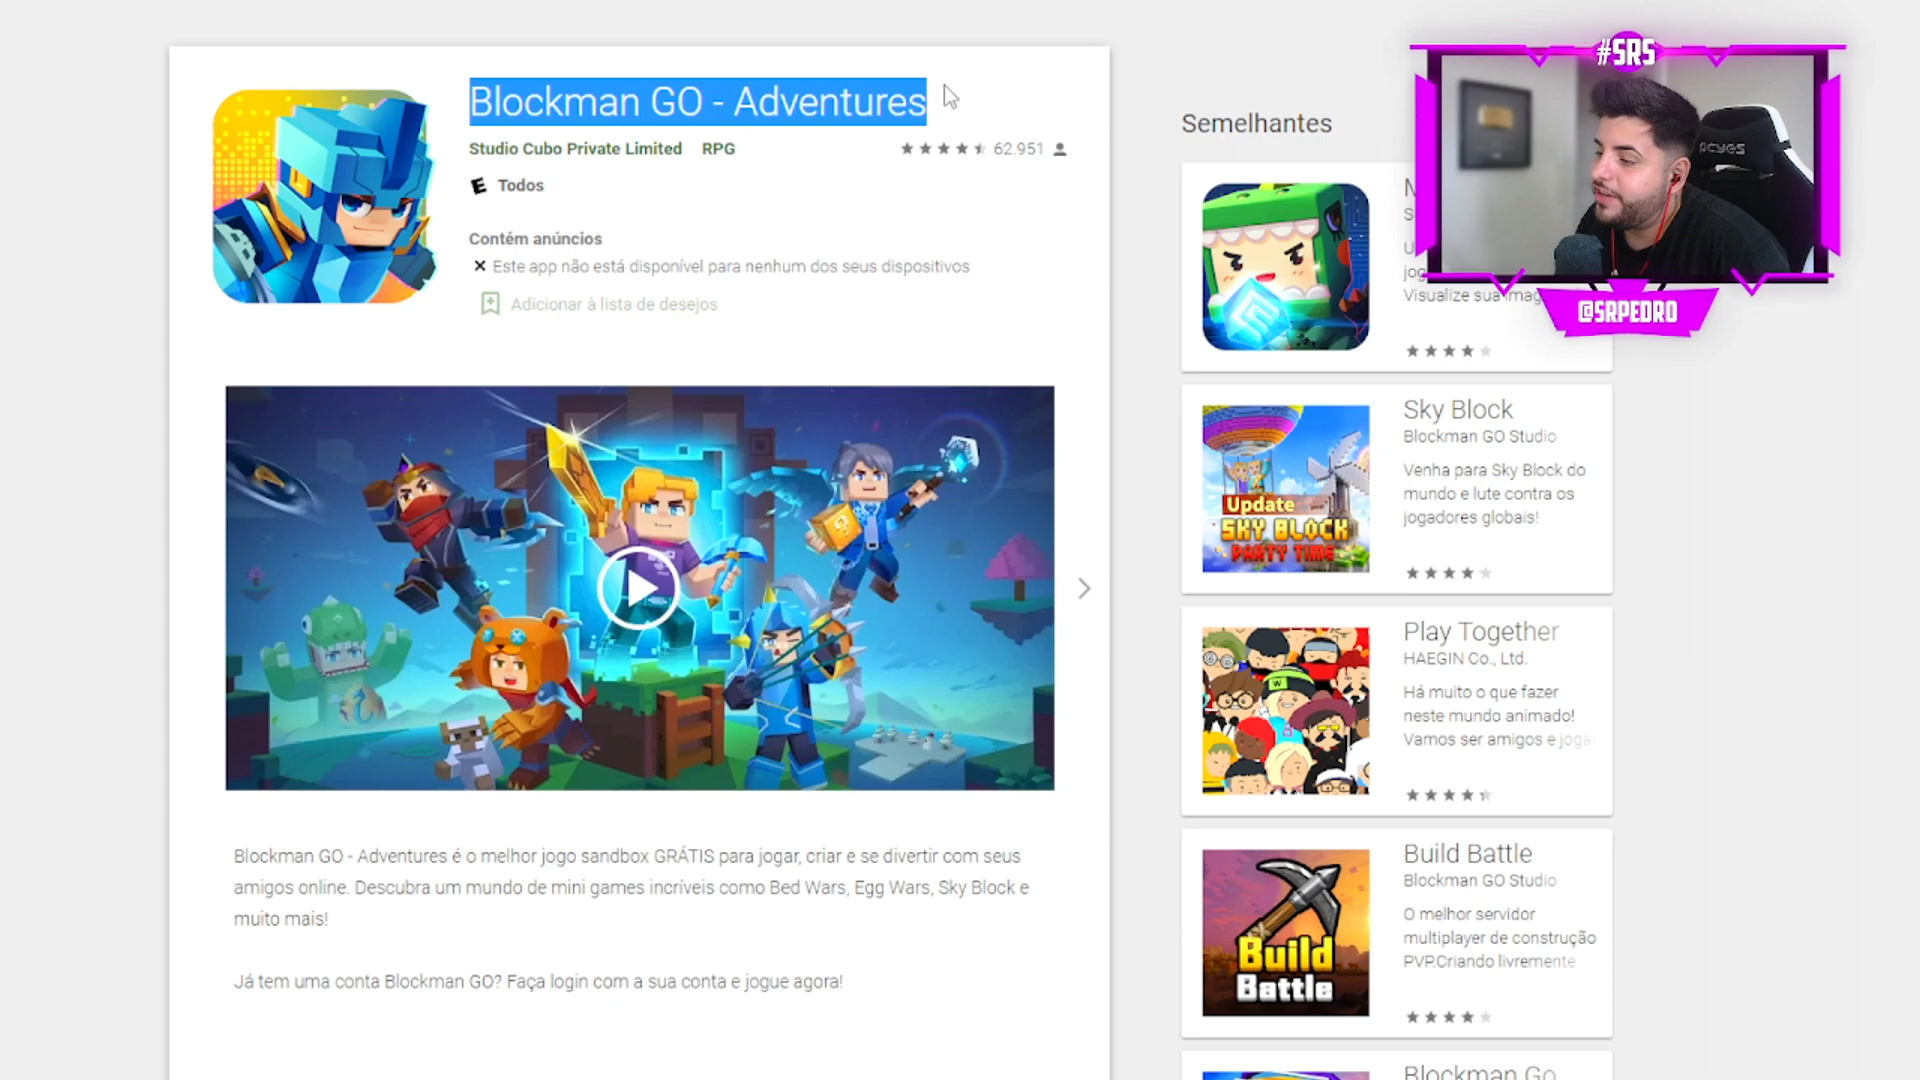 Blockman GO - Adventures
Studio Cubo Private Limited RPG
62.951
E Todos
Contém anúncios
Este app não está disponível para nenhum dos seus dispositivos
Adicionar à lista de desejos
Blockman GO - Adventures é o melhor jogo sandbox GRÁTIS para jogar, criar e se divertir com seus
amigos online. Descubra um mundo de mini games incríveis como Bed Wars, Egg Wars, Sky Block e
muito mais!
Já tem uma conta Blockman GO? Faça login com a sua conta e jogue agora!
Semelhantes
Visualize sua imag
Sky Block
Blockman GO Studio
Venha para Sky Block do
mundo e lute contra os
jogadores globais!
Update
SKY BLOCK
PARTY TIME
Play Together
HAEGIN Co., Ltd.
Há muito o que fazer
neste mundo animado!
Vamos ser amigos e joga
Build Battle
Blockman GO Studio
O melhor servidor
multiplayer de construção
PVP.Criando livremente
Build
Battle
Blockman Go
#SRS
pcyes
@SRPEDRO